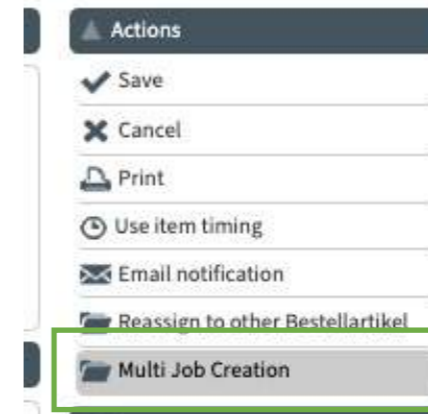 Actions
Save
Cancel
Print
Use item timing
Email notification
Reassign to other Bestellartikel
Multi Job Creation